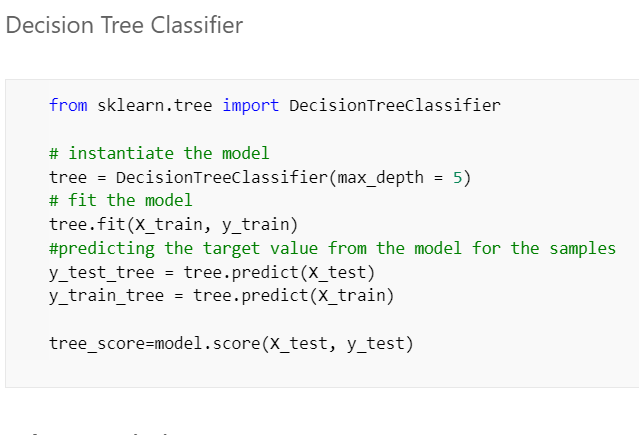 Decision Tree Classifier
from sklearn.tree import DecisionTreeClassifier
# instantiate the model
tree = DecisionTreeClassifier(max_depth = 5)
# fit the model
tree.fit(X_train, y_train)
#predicting the target value from the model for the samples
y_test_tree = tree.predict(X_test)
y_train_tree = tree.predict(X_train)
tree_score=model.score(X_test, y_test)